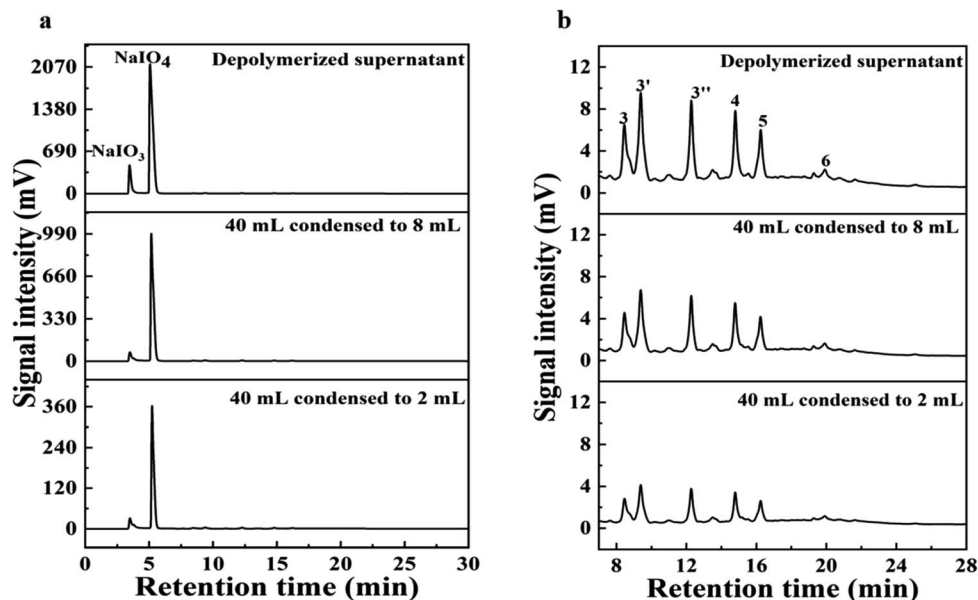 a
Signal intensity (mV)
Depolymerized supernatant
NaIO4
NaIO3
2070
1380
690
0
40 mL condensed to 8 mL
990
660
330
0
40 mL condensed to 2 mL
360
240
120
0
0 5 10 15 20 25 30
Retention time (min)
b
Signal intensity (mV)
Depolymerized supernatant
12
8
4
0
3 3' 3'' 4 5 6
40 mL condensed to 8 mL
12
8
4
0
40 mL condensed to 2 mL
12
8
4
0
8 12 16 20 24 28
Retention time (min)